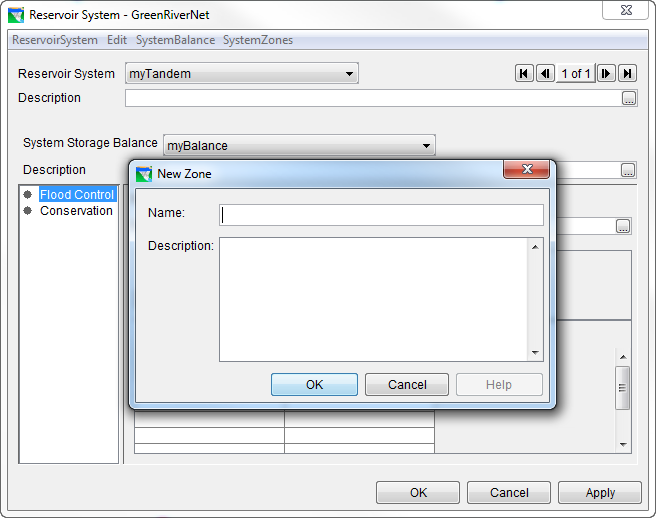 Reservoir System - GreenRiverNet
ReservoirSystem Edit SystemBalance SystemZones
Reservoir System myTandem 1 of 1
Description ...
System Storage Balance myBalance
Description ...
Flood Control
Conservation
...
New Zone
Name:
Description:
OK Cancel Help
OK Cancel Apply